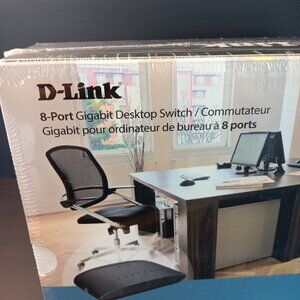 D-Link
8-Port Gigabit Desktop Switch / Commutateur
Gigabit pour ordinateur de bureau à 8 ports